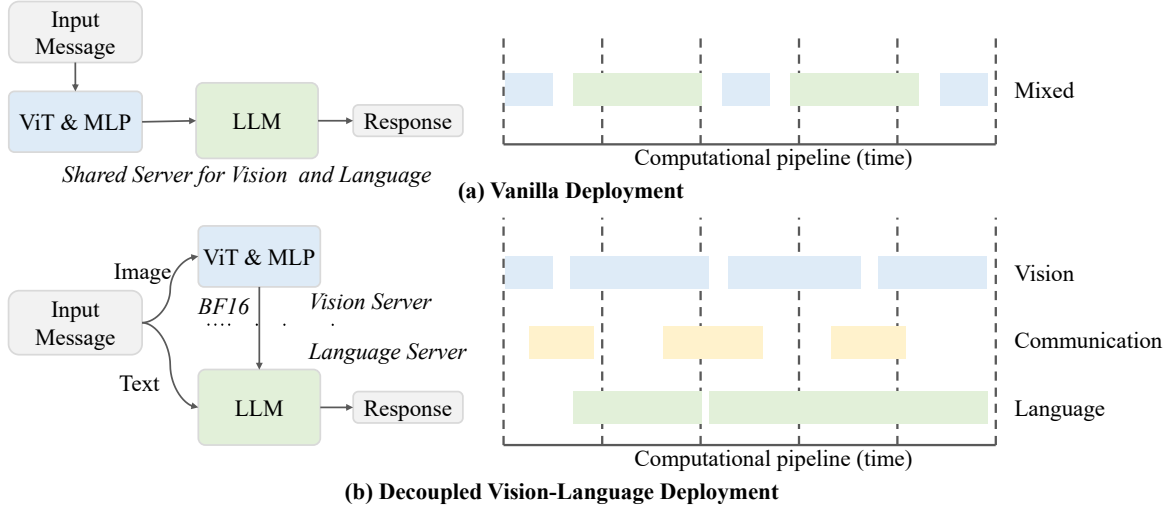 Input
Message
ViT & MLP
LLM
Response
Shared Server for Vision and Language
Mixed
Computational pipeline (time)
(a) Vanilla Deployment
Input
Message
Image
Text
ViT & MLP
BF16
Vision Server
Language Server
LLM
Response
Vision
Communication
Language
Computational pipeline (time)
(b) Decoupled Vision-Language Deployment